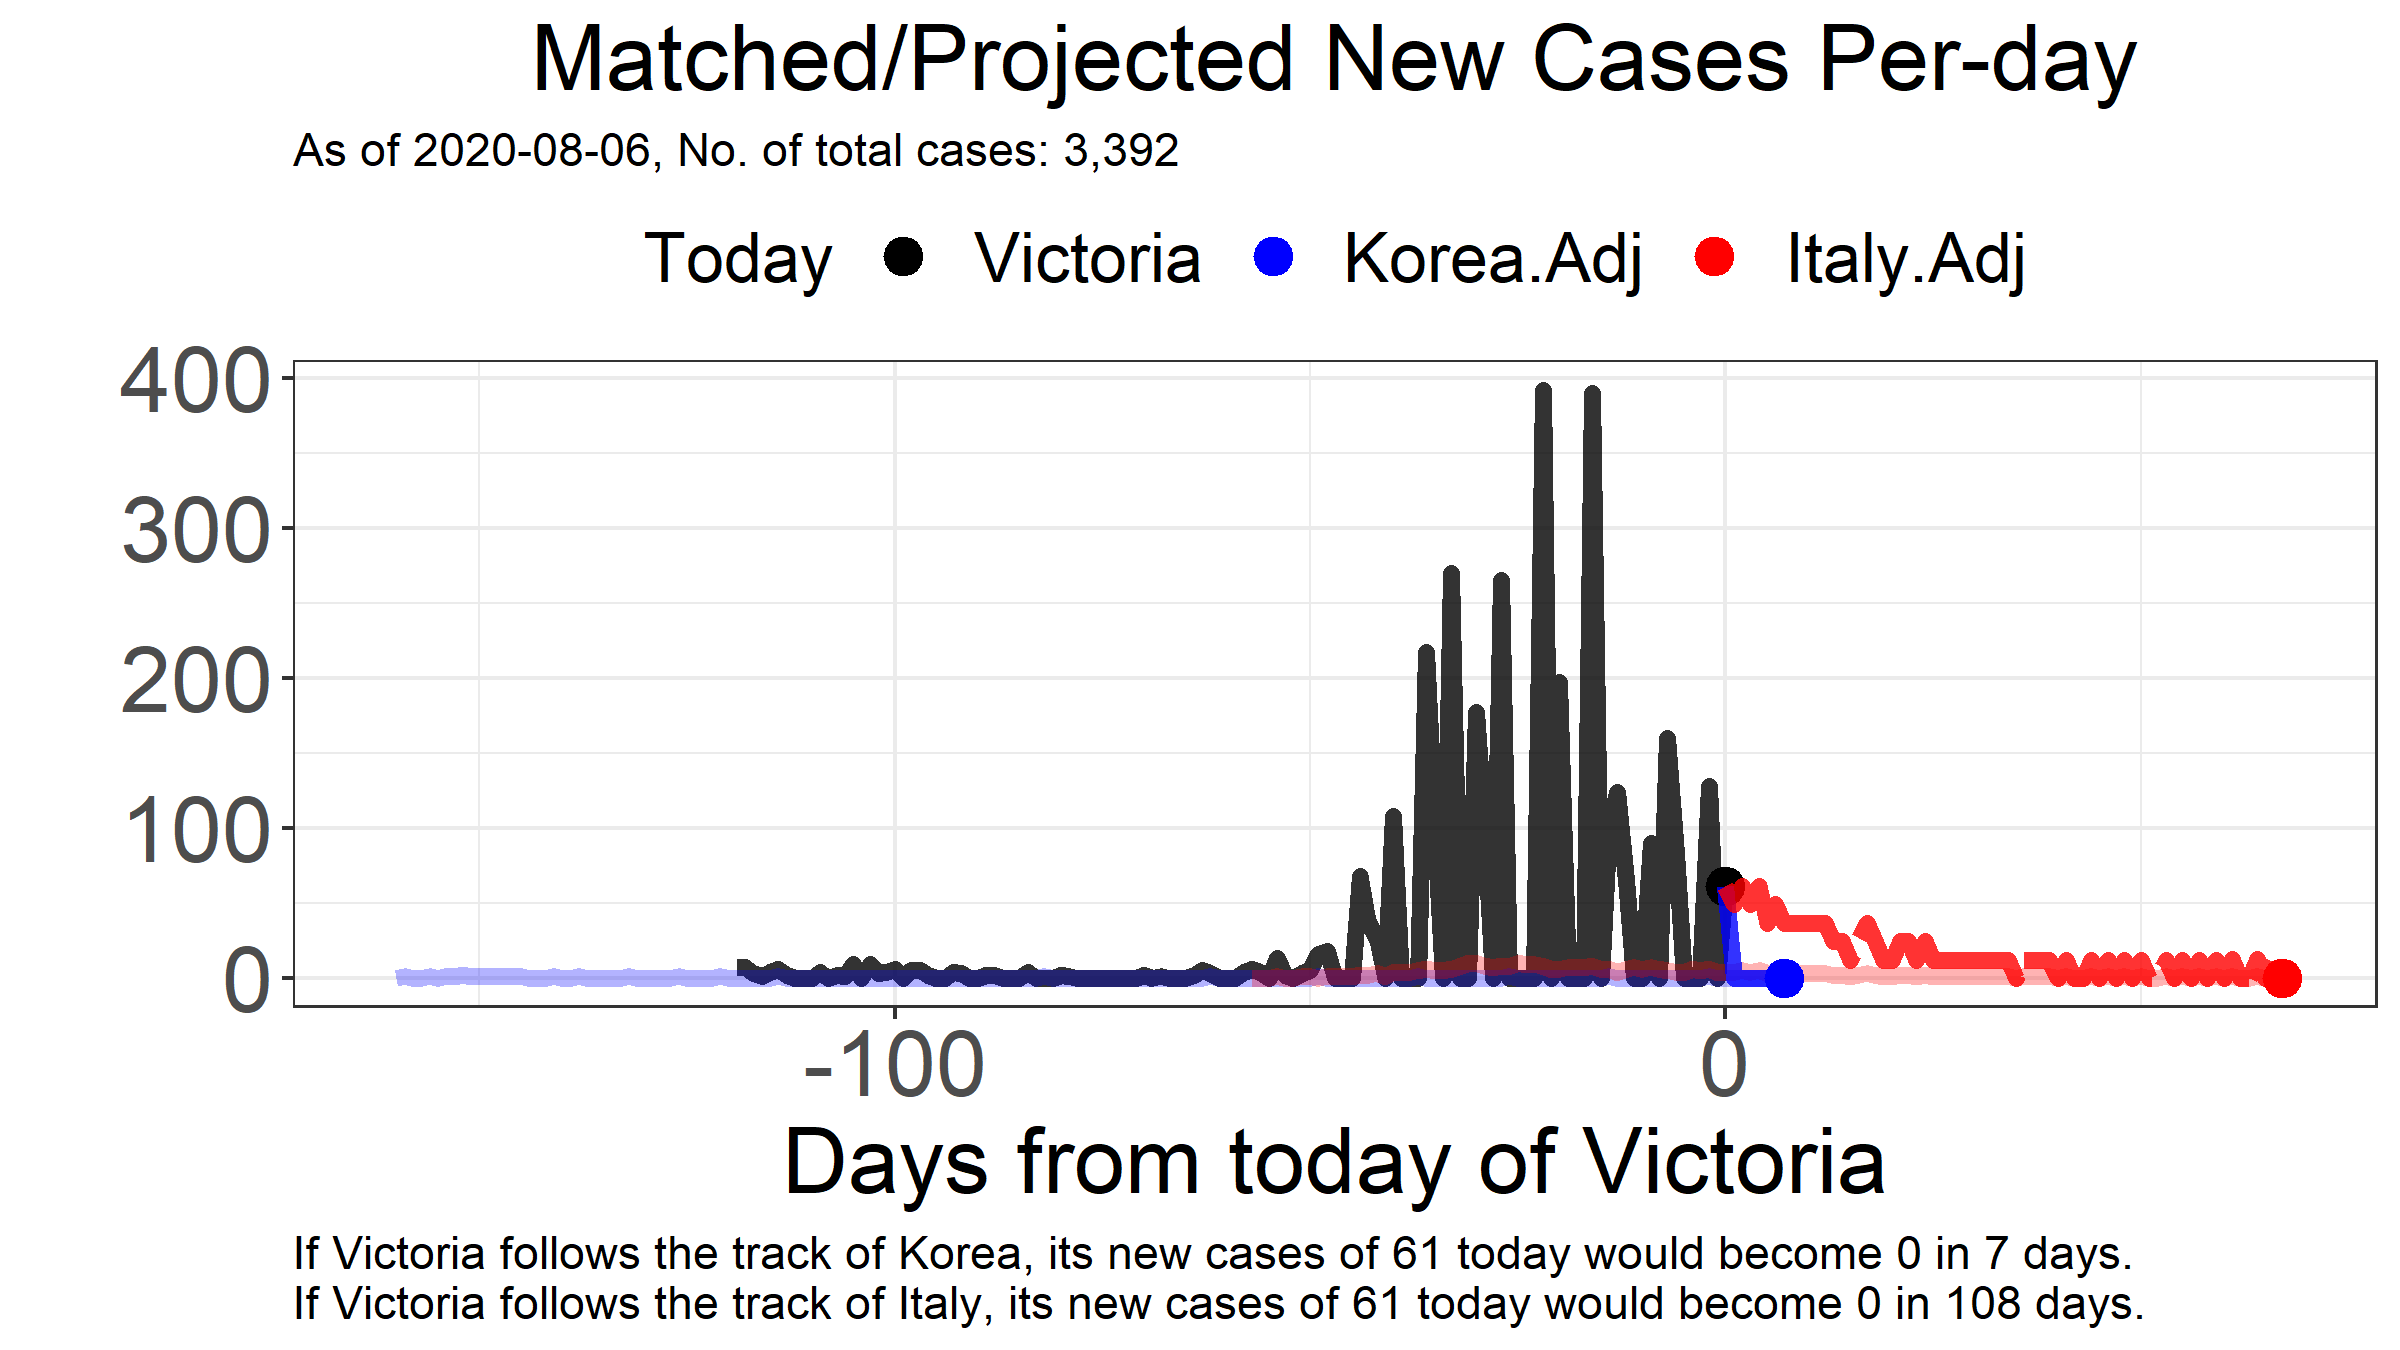 Matched/Projected New Cases Per-day
As of 2020-08-06, No. of total cases: 3,392
Today Victoria Korea.Adj Italy.Adj
400
300
200
100
0
-100 0
Days from today of Victoria
If Victoria follows the track of Korea, its new cases of 61 today would become 0 in 7 days.
If Victoria follows the track of Italy, its new cases of 61 today would become 0 in 108 days.